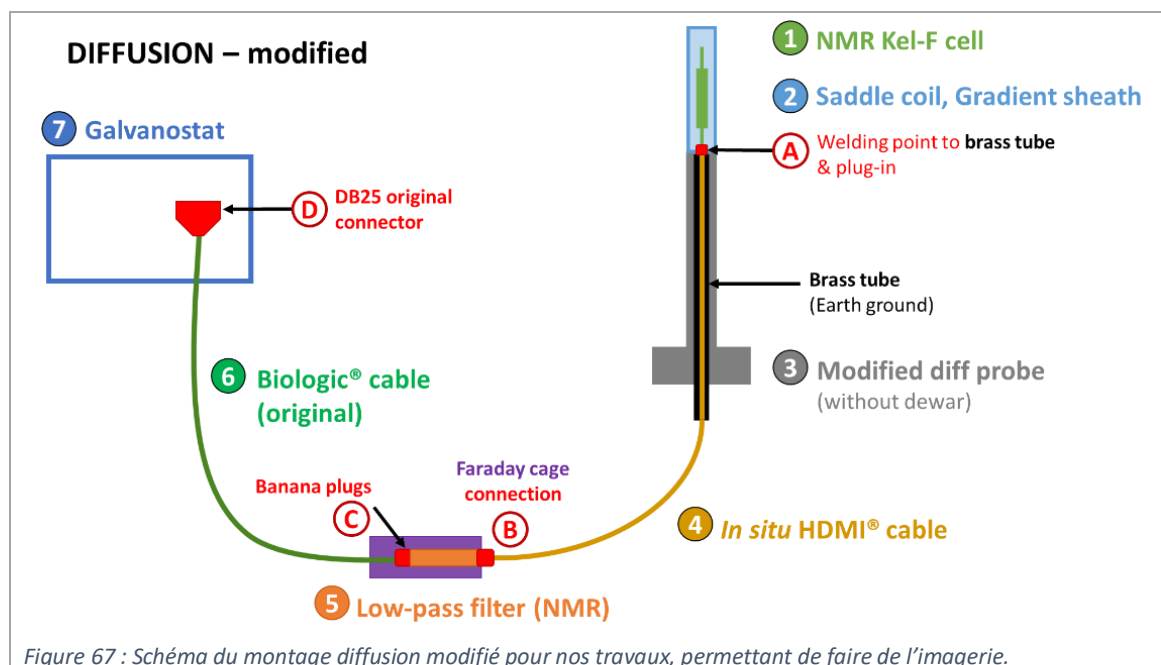 DIFFUSION – modified
1 NMR Kel-F cell
2 Saddle coil, Gradient sheath
7 Galvanostat
A Welding point to brass tube
& plug-in
D DB25 original
connector
Brass tube
(Earth ground)
3 Modified diff probe
(without dewar)
6 Biologic® cable
(original)
Faraday cage
connection
Banana plugs
C
B
4 In situ HDMI® cable
5 Low-pass filter (NMR)
Figure 67 : Schéma du montage diffusion modifié pour nos travaux, permettant de faire de l’imagerie.